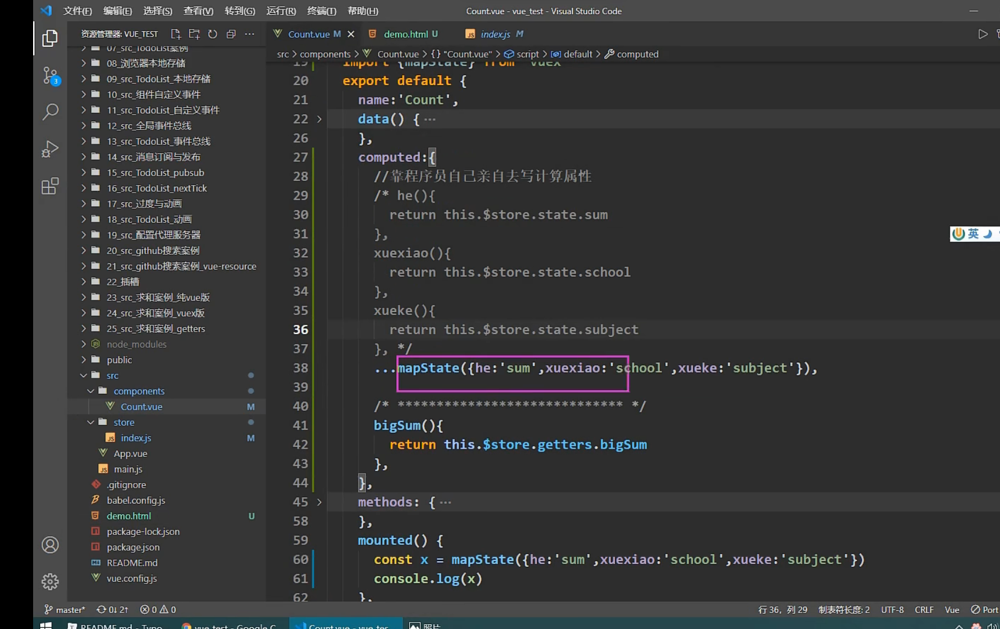 文件(F) 编辑(E) 选择(S) 查看(V) 转到(G) 运行(R) 终端(T) 帮助(H) Count.vue - vue_test - Visual Studio Code
资源管理器: VUE_TEST
Count.vue M
demo.html U
index.js M
src > components > Count.vue > {} "Count.vue" > script > default > computed
07_src_TodoList案例
08_浏览器本地存储
09_src_TodoList_本地存储
10_src_组件自定义事件
11_src_TodoList_自定义事件
12_src_全局事件总线
13_src_TodoList_事件总线
14_src_消息订阅与发布
15_src_TodoList_pubsub
16_src_TodoList_nextTick
17_src_过度与动画
18_src_TodoList_动画
19_src_配置代理服务器
20_src_github搜索案例
21_src_github搜索案例_vue-resource
22_插槽
23_src_求和案例_纯vue版
24_src_求和案例_vuex版
25_src_求和案例_getters
node_modules
public
src
components
Count.vue M
store
index.js M
App.vue
main.js
.gitignore
babel.config.js
demo.html U
package-lock.json
package.json
README.md
vue.config.js
3
19 import {mapState} from 'vuex'
20 export default {
21 name:'Count',
22 data() { ···
26 },
27 computed:{
28 //靠程序员自己亲自去写计算属性
29 /* he(){
30 return this.$store.state.sum
31 },
32 xuexiao(){
33 return this.$store.state.school
34 },
35 xueke(){
36 return this.$store.state.subject
37 }, */
38 ...mapState({he:'sum',xuexiao:'school',xueke:'subject'}),
39
40 /* ***************************** */
41 bigSum(){
42 return this.$store.getters.bigSum
43 },
44 },
45 methods: { ···
58 },
59 mounted() {
60 const x = mapState({he:'sum',xuexiao:'school',xueke:'subject'})
61 console.log(x)
62 },
英
master* 0↓ 2↑ 0 0 行 36，列 29 制表符长度: 2 UTF-8 CRLF Vue Port
README.md - Typo vue_test - Google C Count.vue - vue_tes 照片